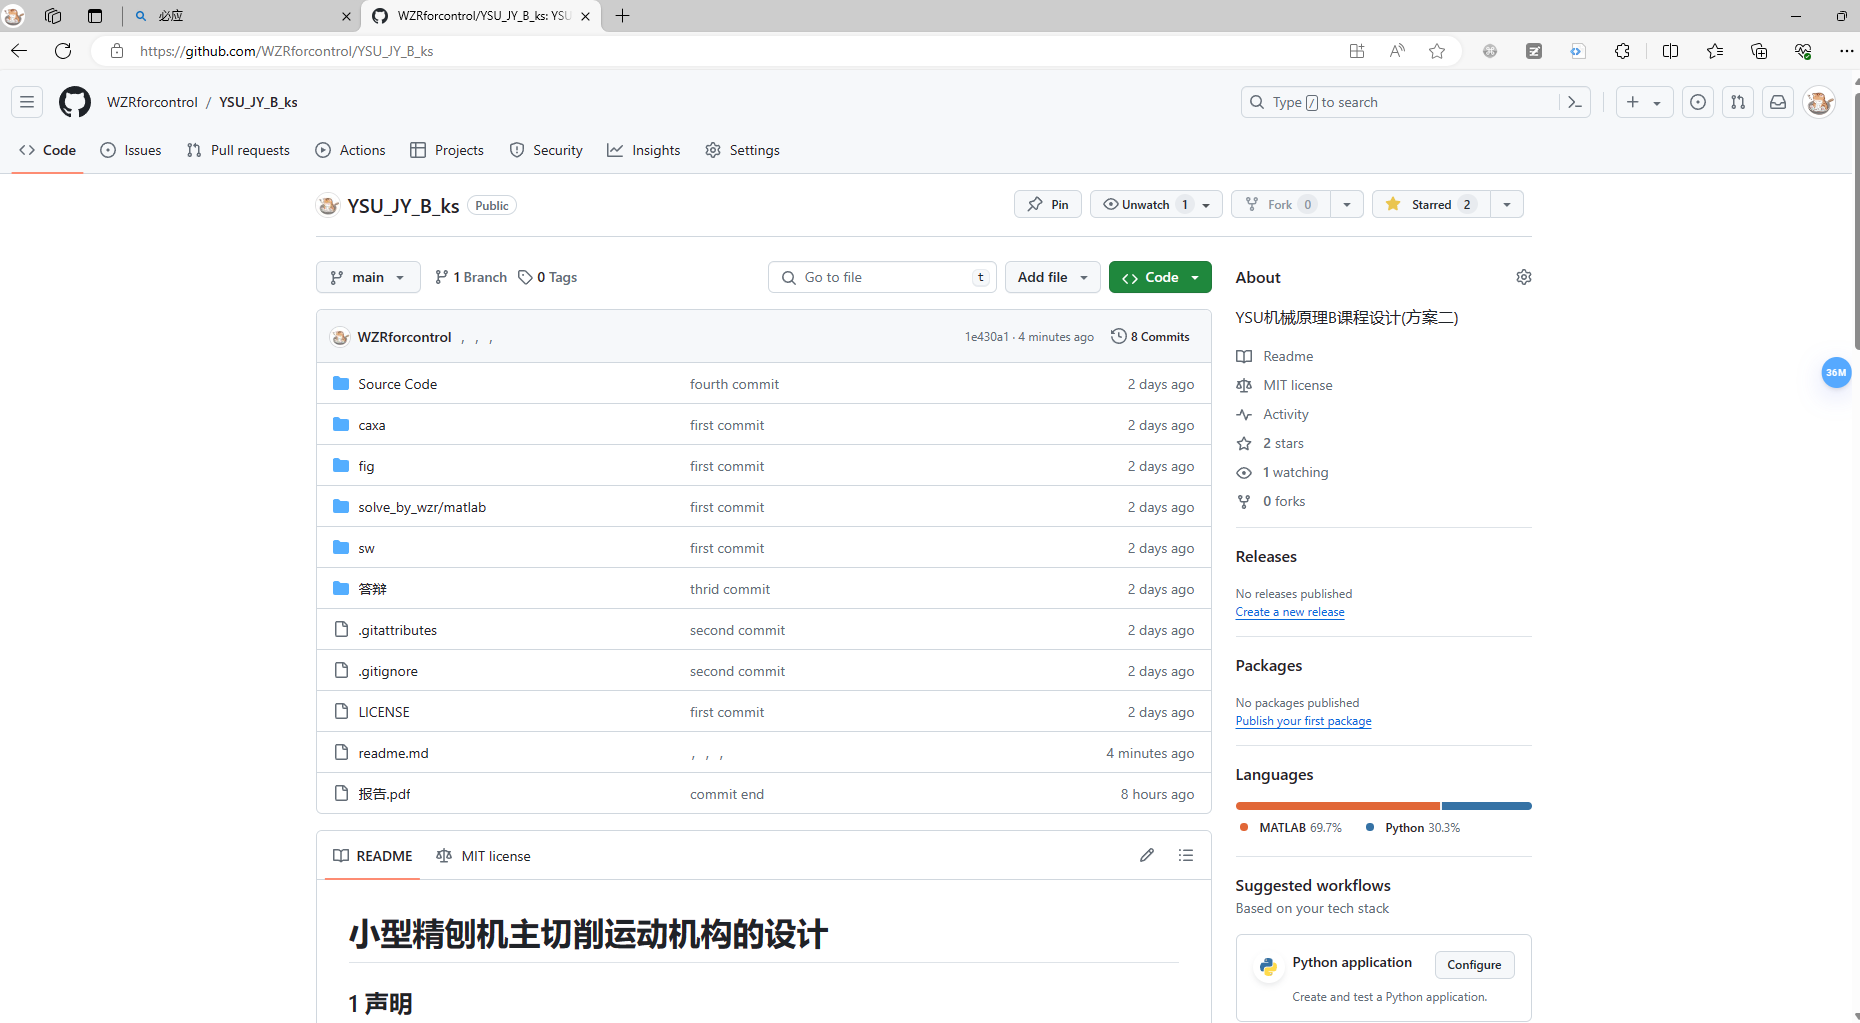 必应
WZRforcontrol/YSU_JY_B_ks: YSU
https://github.com/WZRforcontrol/YSU_JY_B_ks
WZRforcontrol / YSU_JY_B_ks
Type / to search
Code Issues Pull requests Actions Projects Security Insights Settings
YSU_JY_B_ks Public
Pin Unwatch 1 Fork 0 Starred 2
main 1 Branch 0 Tags Go to file t Add file Code
WZRforcontrol ，，， 1e430a1 · 4 minutes ago 8 Commits
Source Code fourth commit 2 days ago
caxa first commit 2 days ago
fig first commit 2 days ago
solve_by_wzr/matlab first commit 2 days ago
sw first commit 2 days ago
答辩 thrid commit 2 days ago
.gitattributes second commit 2 days ago
.gitignore second commit 2 days ago
LICENSE first commit 2 days ago
readme.md ，，， 4 minutes ago
报告.pdf commit end 8 hours ago
README MIT license
小型精刨机主切削运动机构的设计
1 声明
About
YSU机械原理B课程设计(方案二)
Readme
MIT license
Activity
2 stars
1 watching
0 forks
Releases
No releases published
Create a new release
Packages
No packages published
Publish your first package
Languages
MATLAB 69.7% Python 30.3%
Suggested workflows
Based on your tech stack
Python application Configure
Create and test a Python application.
36M